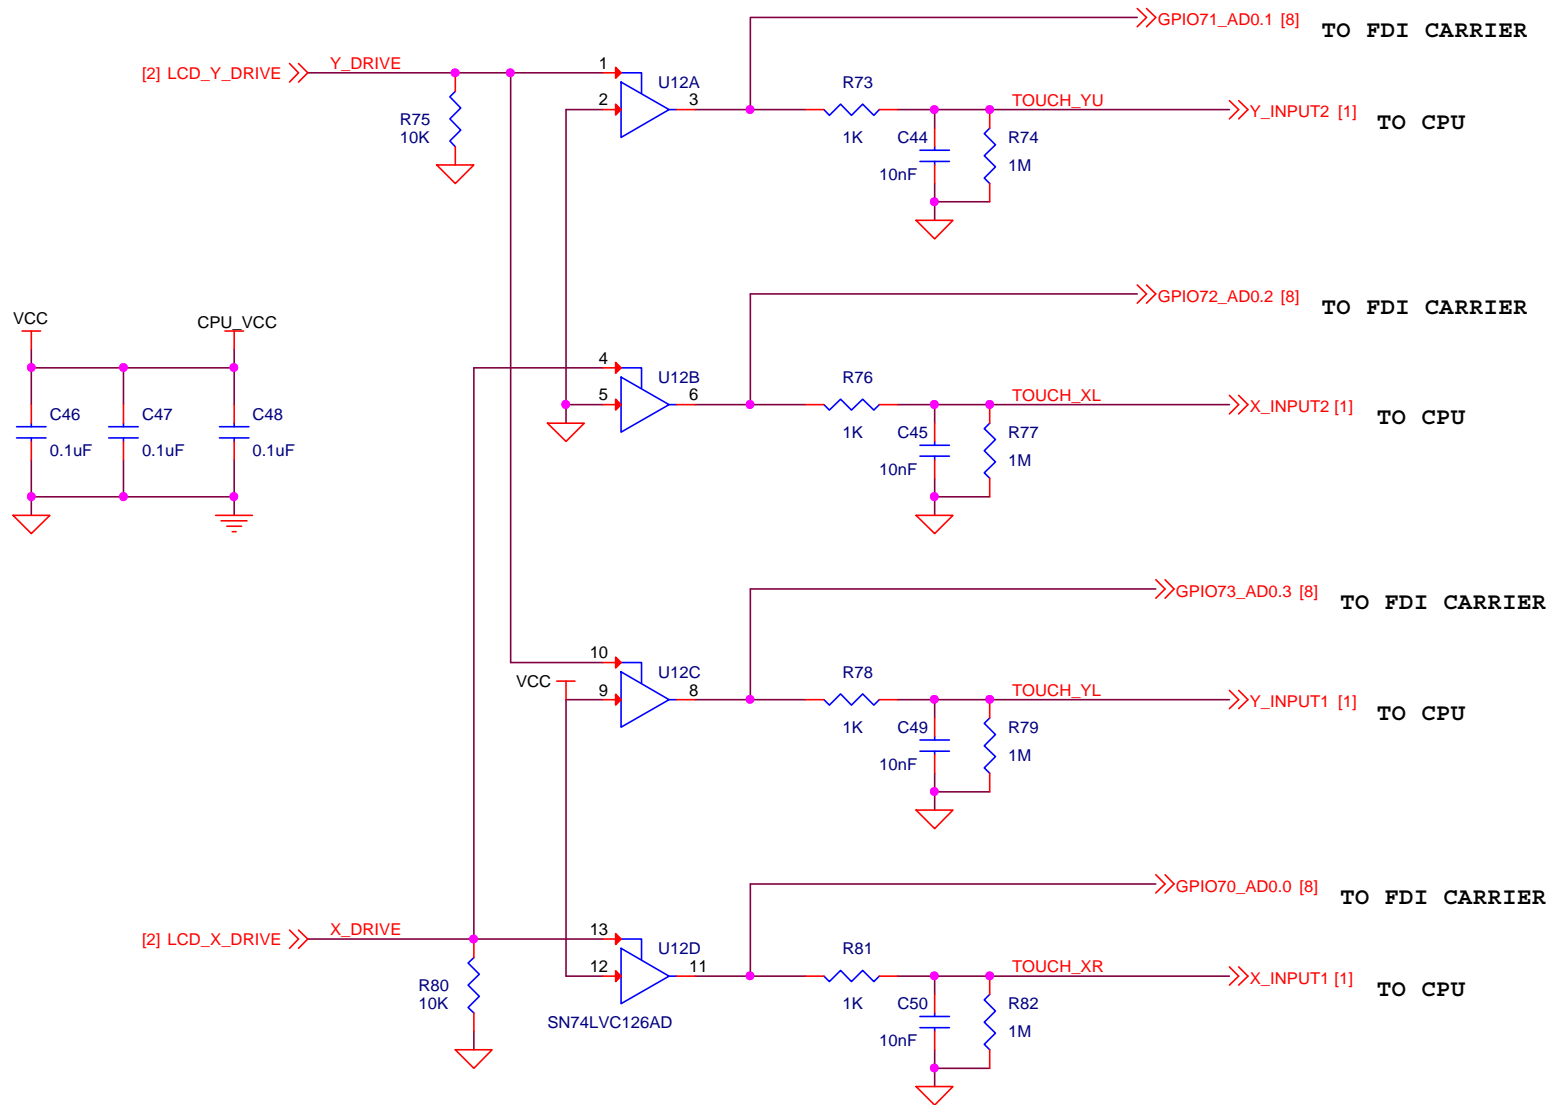 GPIO71_AD0.1 [8] TO FDI CARRIER
[2] LCD_Y_DRIVE Y_DRIVE 1 U12A R73
2 3 TOUCH_YU Y_INPUT2 [1] TO CPU
R75 10K 1K C44 10nF R74 1M
GPIO72_AD0.2 [8] TO FDI CARRIER
VCC CPU_VCC
4 U12B R76
5 6 TOUCH_XL X_INPUT2 [1] TO CPU
C46 C47 C48 1K C45 R77
0.1uF 0.1uF 0.1uF 10nF 1M
GPIO73_AD0.3 [8] TO FDI CARRIER
10 U12C R78
VCC 9 8 TOUCH_YL Y_INPUT1 [1] TO CPU
1K C49 R79
10nF 1M
GPIO70_AD0.0 [8] TO FDI CARRIER
[2] LCD_X_DRIVE X_DRIVE 13 U12D R81
12 11 TOUCH_XR X_INPUT1 [1] TO CPU
R80 10K 1K C50 R82
SN74LVC126AD 10nF 1M